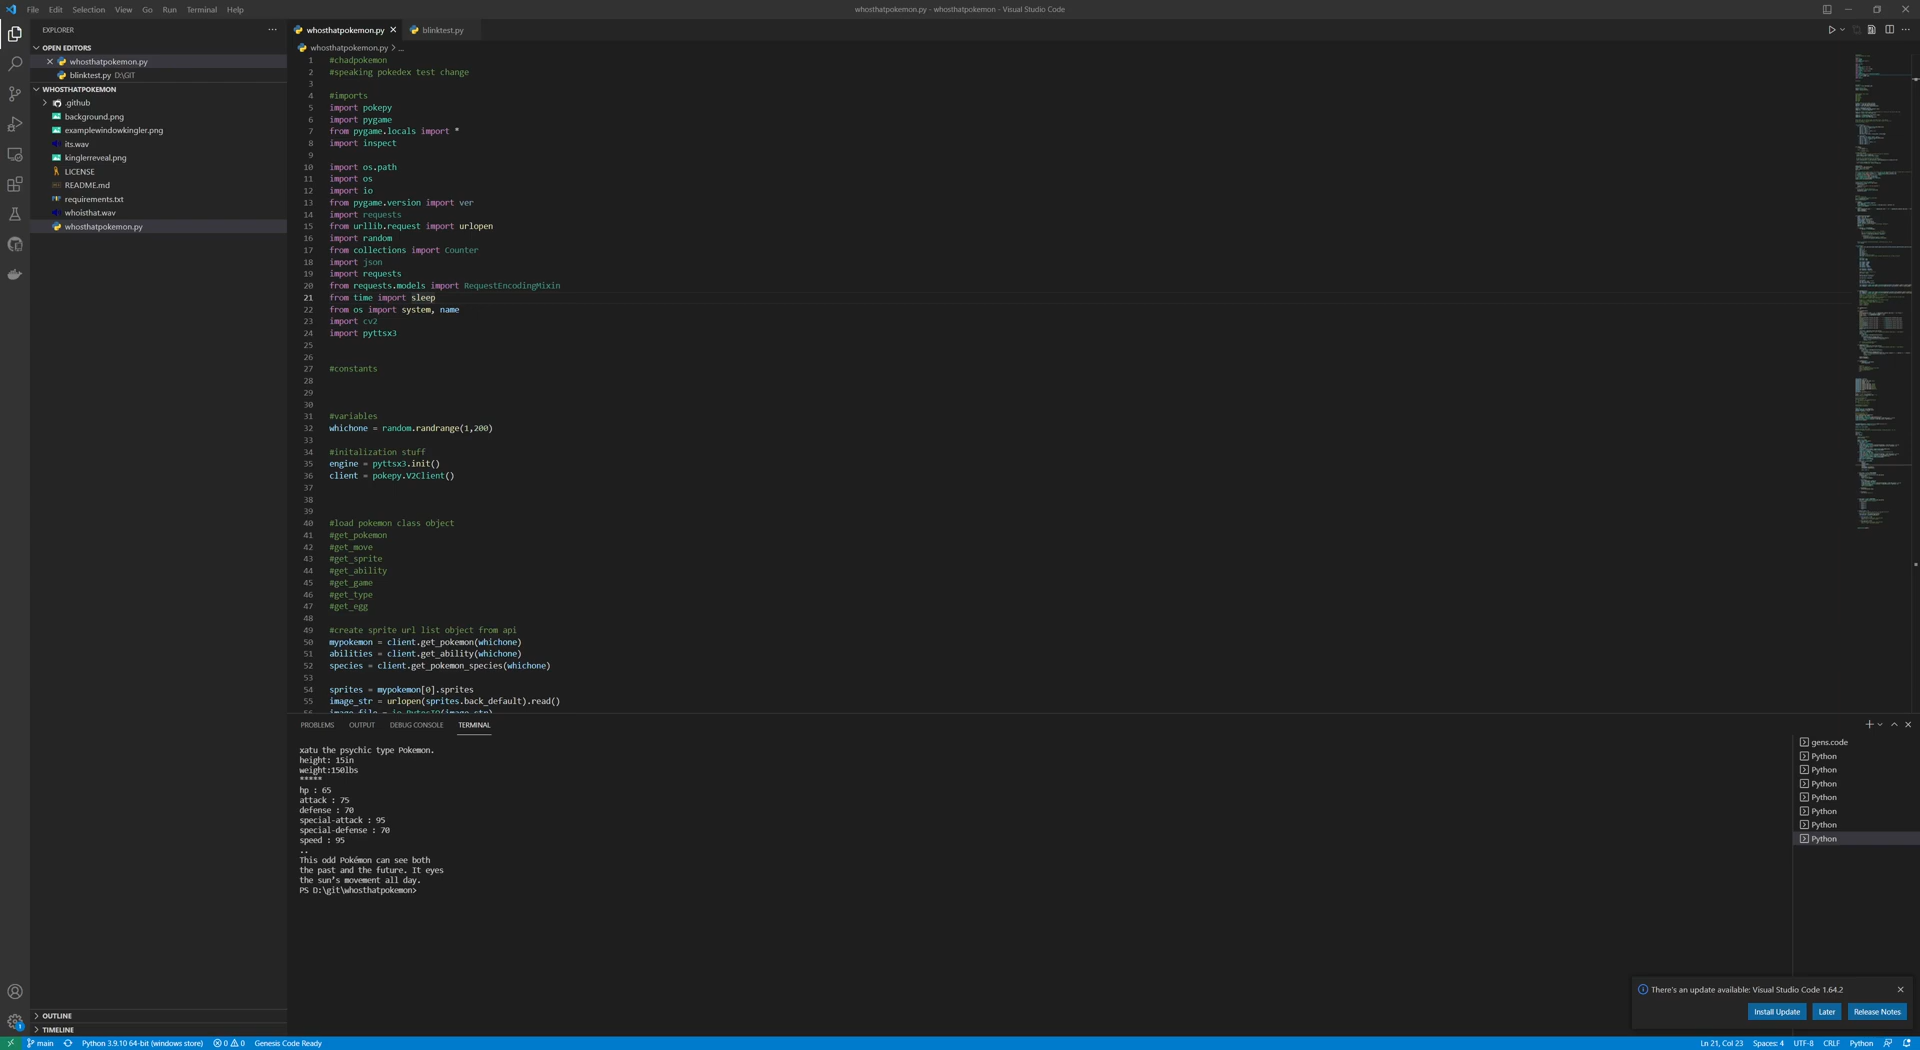 File Edit Selection View Go Run Terminal Help
whosthatpokemon.py - whosthatpokemon - Visual Studio Code
EXPLORER
OPEN EDITORS
whosthatpokemon.py
blinktest.py D:\GIT
WHOSTHATPOKEMON
.github
background.png
examplewindowkingler.png
its.wav
kinglerreveal.png
LICENSE
README.md
requirements.txt
whoisthat.wav
whosthatpokemon.py
OUTLINE
TIMELINE
whosthatpokemon.py blinktest.py
whosthatpokemon.py > ...
1 #chadpokemon
2 #speaking pokedex test change
3
4 #imports
5 import pokepy
6 import pygame
7 from pygame.locals import *
8 import inspect
9
10 import os.path
11 import os
12 import io
13 from pygame.version import ver
14 import requests
15 from urllib.request import urlopen
16 import random
17 from collections import Counter
18 import json
19 import requests
20 from requests.models import RequestEncodingMixin
21 from time import sleep
22 from os import system, name
23 import cv2
24 import pyttsx3
25
26
27 #constants
28
29
30
31 #variables
32 whichone = random.randrange(1,200)
33
34 #initalization stuff
35 engine = pyttsx3.init()
36 client = pokepy.V2Client()
37
38
39
40 #load pokemon class object
41 #get_pokemon
42 #get_move
43 #get_sprite
44 #get_ability
45 #get_game
46 #get_type
47 #get_egg
48
49 #create sprite url list object from api
50 mypokemon = client.get_pokemon(whichone)
51 abilities = client.get_ability(whichone)
52 species = client.get_pokemon_species(whichone)
53
54 sprites = mypokemon[0].sprites
55 image_str = urlopen(sprites.back_default).read()
56 image_file = io.BytesIO(image_str)
PROBLEMS OUTPUT DEBUG CONSOLE TERMINAL
xatu the psychic type Pokemon.
height: 15in
weight:150lbs
*****
hp : 65
attack : 75
defense : 70
special-attack : 95
special-defense : 70
speed : 95
..
This odd Pokémon can see both
the past and the future. It eyes
the sun's movement all day.
PS D:\git\whosthatpokemon>
gens.code
Python
Python
Python
Python
Python
Python
Python
There's an update available: Visual Studio Code 1.64.2
Install Update Later Release Notes
main Python 3.9.10 64-bit (windows store) 0 0 Genesis Code Ready
Ln 21, Col 23 Spaces: 4 UTF-8 CRLF Python